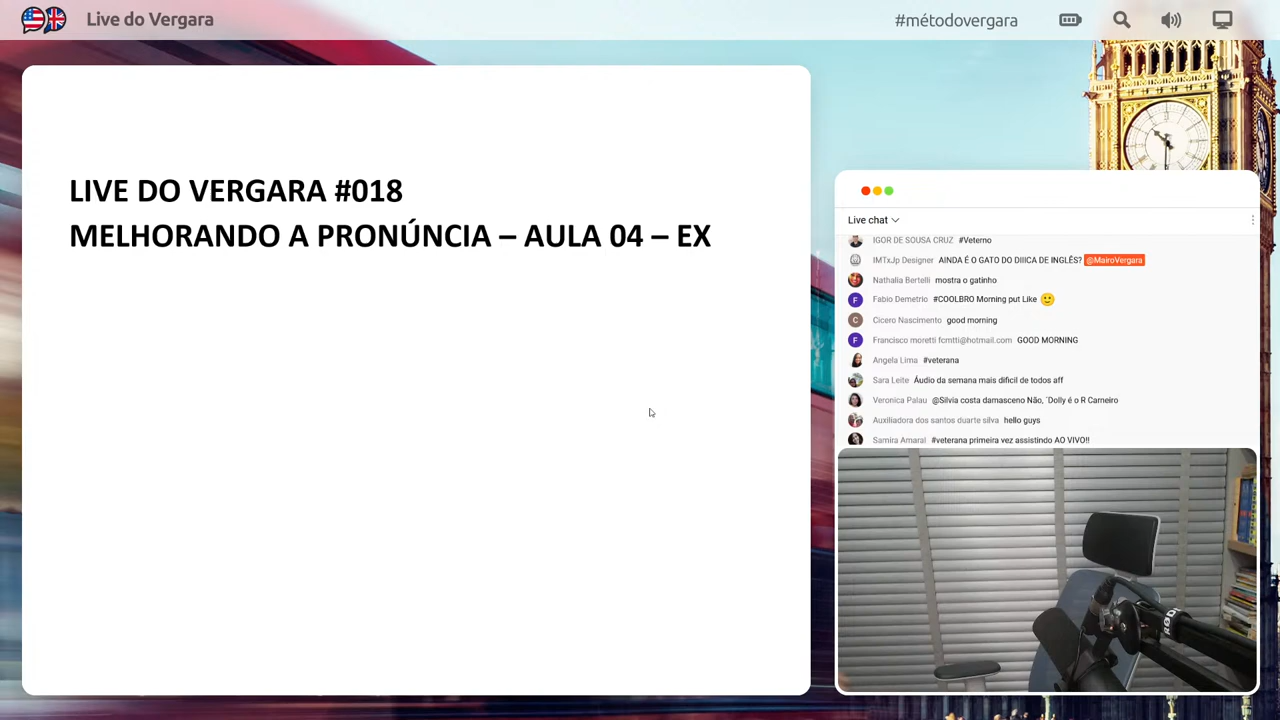 Live do Vergara
#métodovergara
LIVE DO VERGARA #018
MELHORANDO A PRONÚNCIA – AULA 04 – EX
Live chat
IGOR DE SOUSA CRUZ #Veterno
IMTxJp Designer AINDA É O GATO DO DIIICA DE INGLÊS? @MairoVergara
Nathalia Bertelli mostra o gatinho
F Fabio Demetrio #COOLBRO Morning put Like
C Cicero Nascimento good morning
F Francisco moretti fcmtti@hotmail.com GOOD MORNING
Angela Lima #veterana
Sara Leite Áudio da semana mais dificil de todos aff
Veronica Palau @Silvia costa damasceno Não, ´Dolly é o R Carneiro
Auxiliadora dos santos duarte silva hello guys
Samira Amaral #veterana primeira vez assistindo AO VIVO!!
RØDE